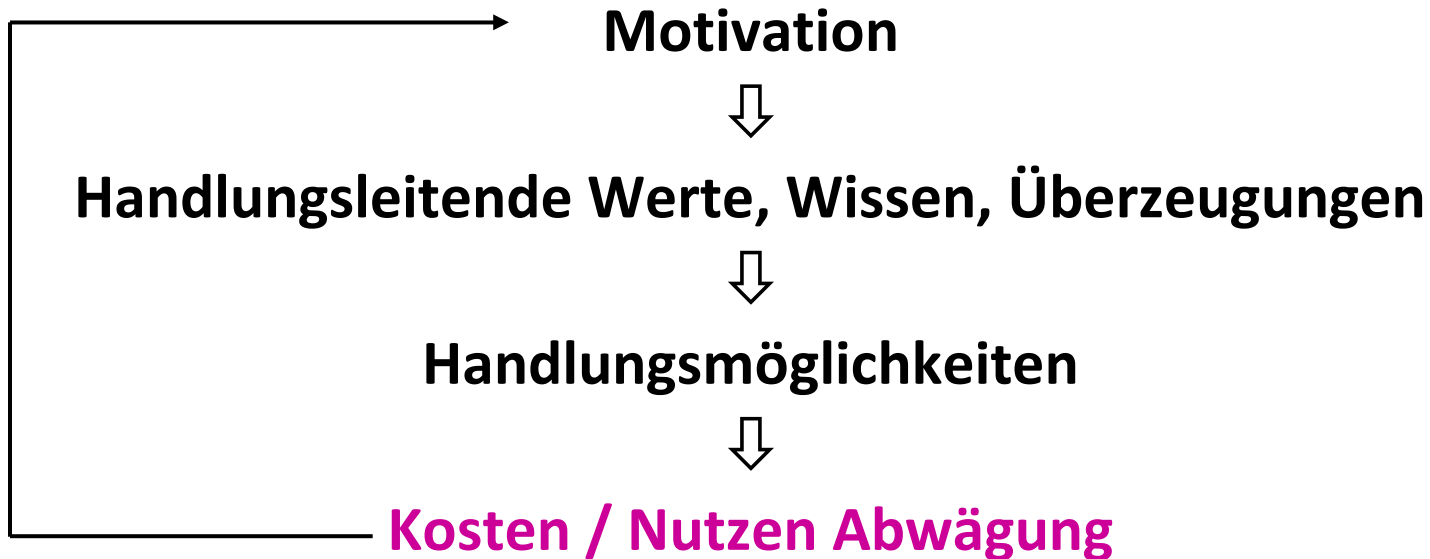 Motivation
Handlungsleitende Werte, Wissen, Überzeugungen
Handlungsmöglichkeiten
Kosten / Nutzen Abwägung